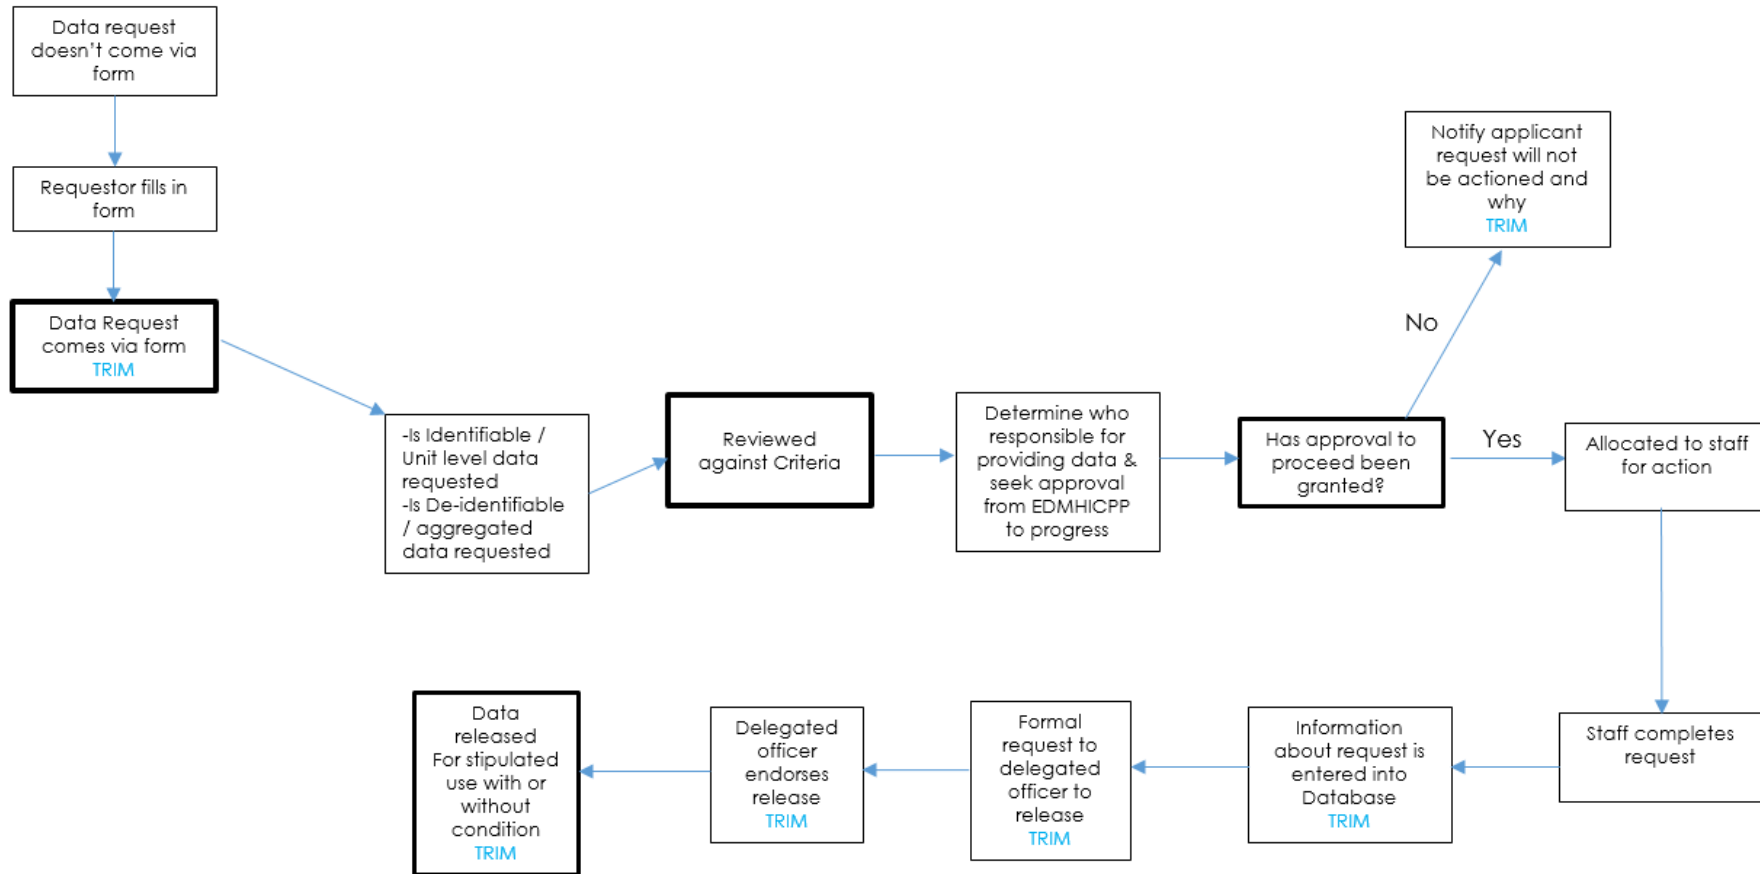 Data request
doesn't come via
form
Requestor fills in
form
Data Request
comes via form
TRIM
-Is Identifiable /
Unit level data
requested
-Is De-identifiable
/ aggregated
data requested
Reviewed
against Criteria
Determine who
responsible for
providing data &
seek approval
from EDMHICPP
to progress
Has approval to
proceed been
granted?
No
Notify applicant
request will not
be actioned and
why
TRIM
Yes
Allocated to staff
for action
Staff completes
request
Information
about request is
entered into
Database
TRIM
Formal
request to
delegated
officer to
release
TRIM
Delegated
officer
endorses
release
TRIM
Data
released
For stipulated
use with or
without
condition
TRIM